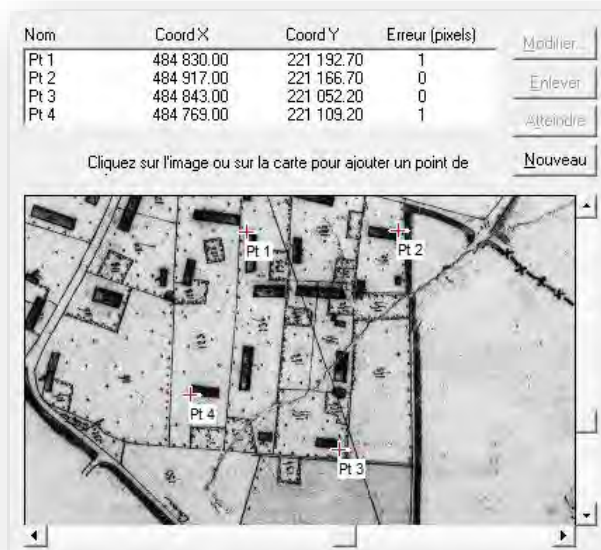 Nom Coord X Coord Y Erreur (pixels)
Pt 1 484 830.00 221 192.70 1
Pt 2 484 917.00 221 166.70 0
Pt 3 484 843.00 221 052.20 0
Pt 4 484 769.00 221 109.20 1
Modifier...
Enlever
Atteindre
Nouveau
Cliquez sur l'image ou sur la carte pour ajouter un point de
Pt 1
Pt 2
Pt 4
Pt 3